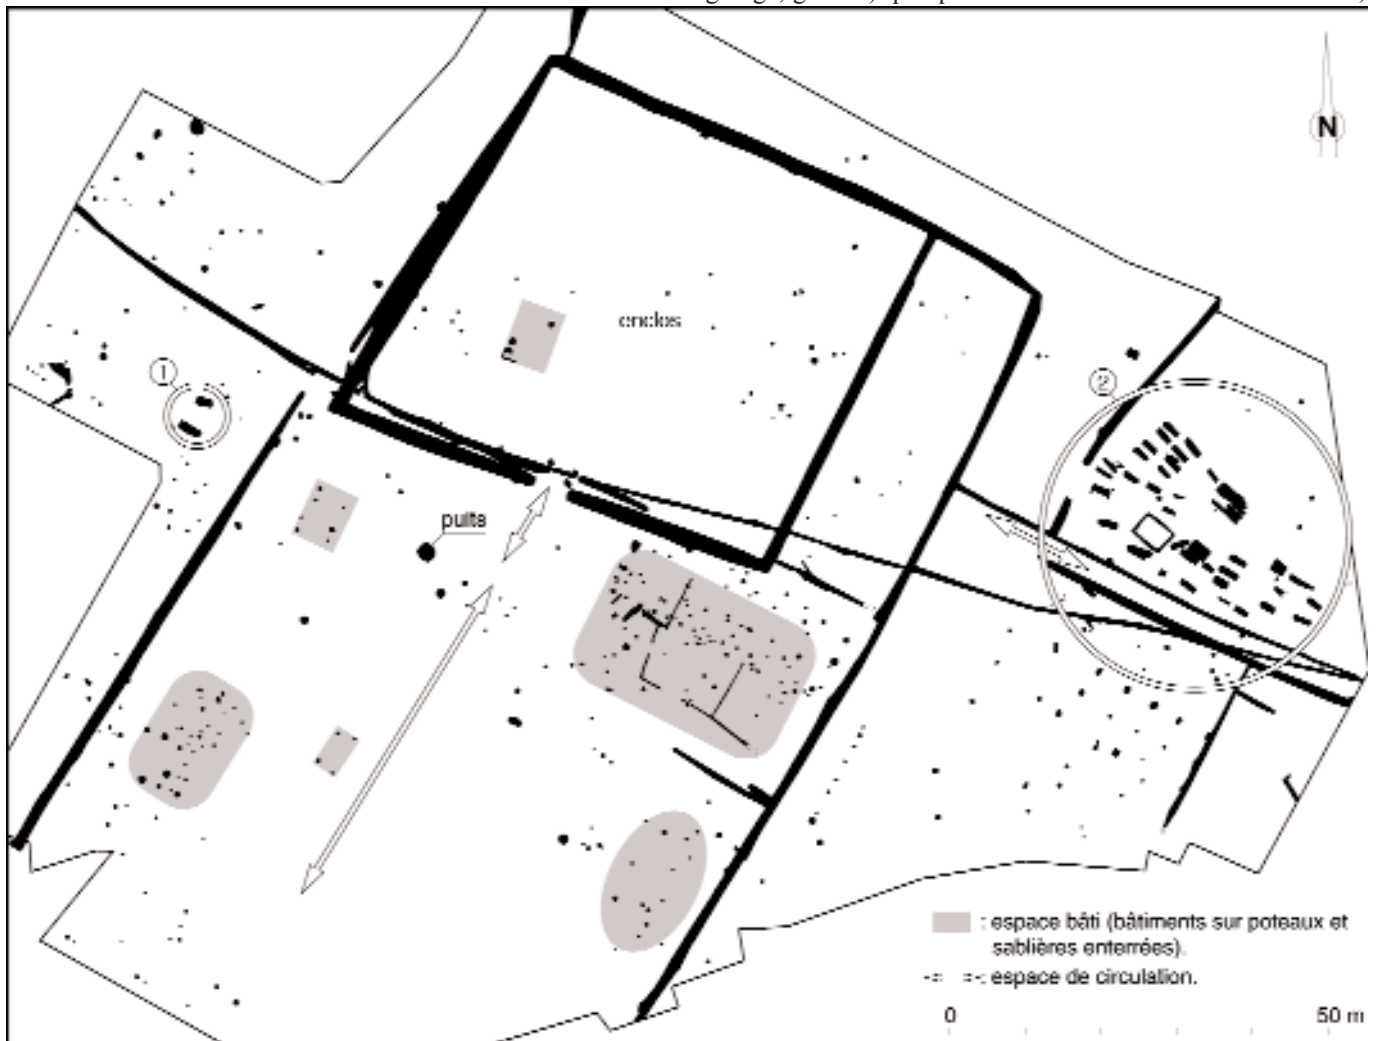 N
enclos
1
2
puits
: espace bâti (bâtiments sur poteaux et
sablières enterrées).
: espace de circulation.
0 50 m